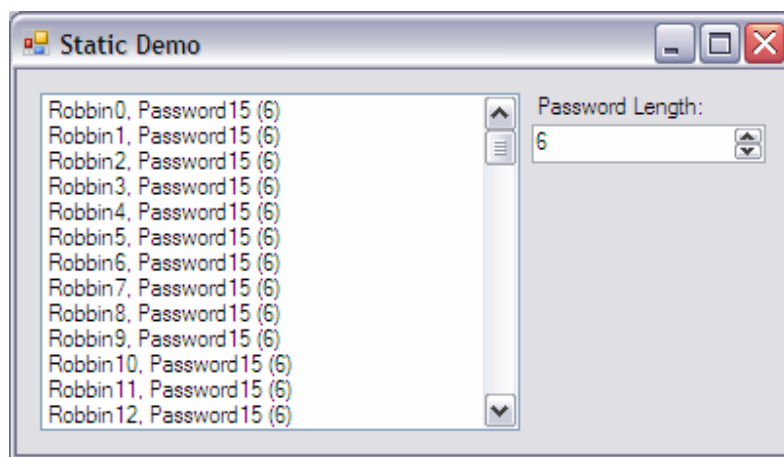 Static Demo
Robbin0, Password15 (6)
Robbin1, Password15 (6)
Robbin2, Password15 (6)
Robbin3, Password15 (6)
Robbin4, Password15 (6)
Robbin5, Password15 (6)
Robbin6, Password15 (6)
Robbin7, Password15 (6)
Robbin8, Password15 (6)
Robbin9, Password15 (6)
Robbin10, Password15 (6)
Robbin11, Password15 (6)
Robbin12, Password15 (6)
Password Length:
6